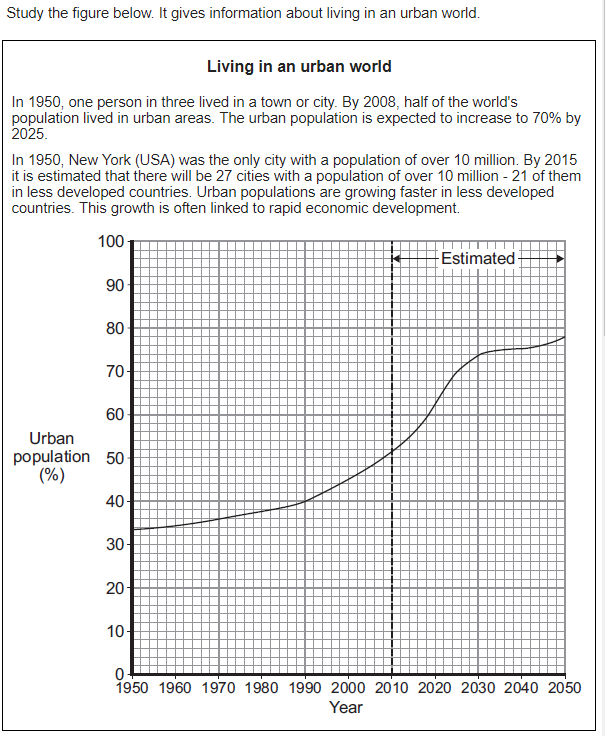 Study the figure below. It gives information about living in an urban world.
Living in an urban world
In 1950, one person in three lived in a town or city. By 2008, half of the world's
population lived in urban areas. The urban population is expected to increase to 70% by
2025.
In 1950, New York (USA) was the only city with a population of over 10 million. By 2015
it is estimated that there will be 27 cities with a population of over 10 million - 21 of them
in less developed countries. Urban populations are growing faster in less developed
countries. This growth is often linked to rapid economic development.
100
Estimated
90
80
70
60
Urban
population
(%)
50
40
30
20
10
0
1950 1960 1970 1980 1990 2000 2010 2020 2030 2040 2050
Year